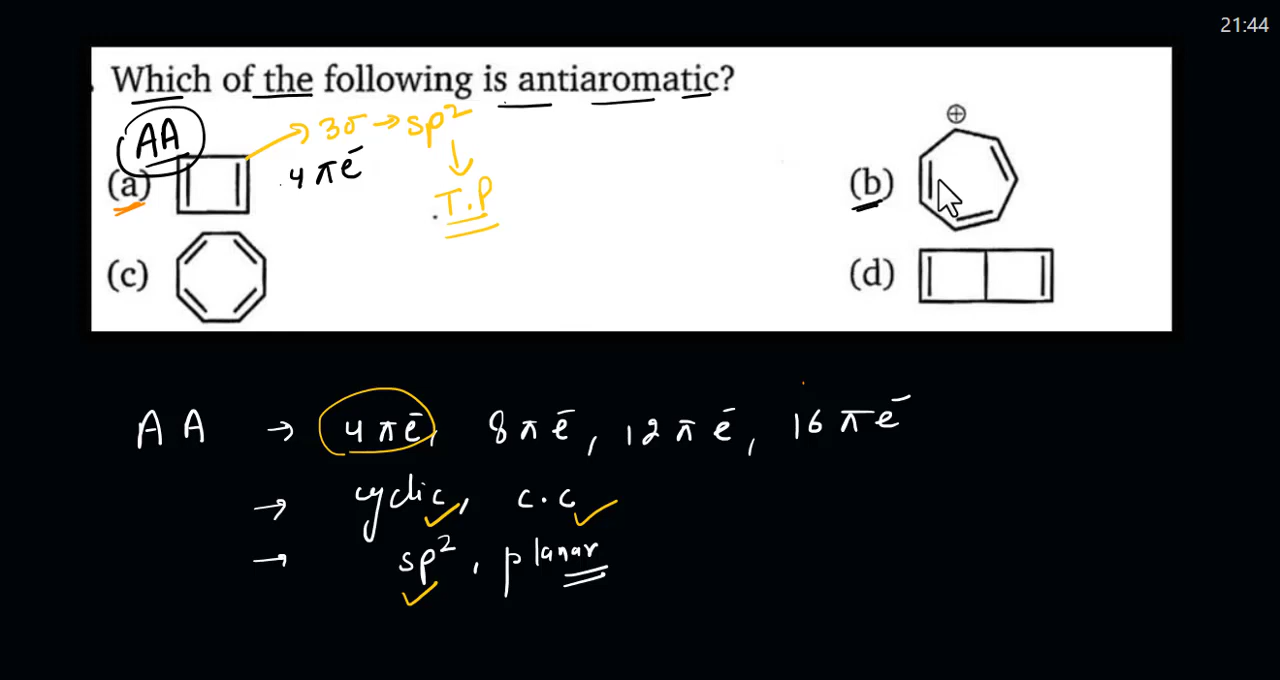 21:44
Which of the following is antiaromatic?
AA → 3σ → sp²
4πē
T.P
(a) (b) ⊕
(c) (d)
AA → 4πē, 8πē, 12πē, 16πē
→ cyclic, c.c
→ sp², planar